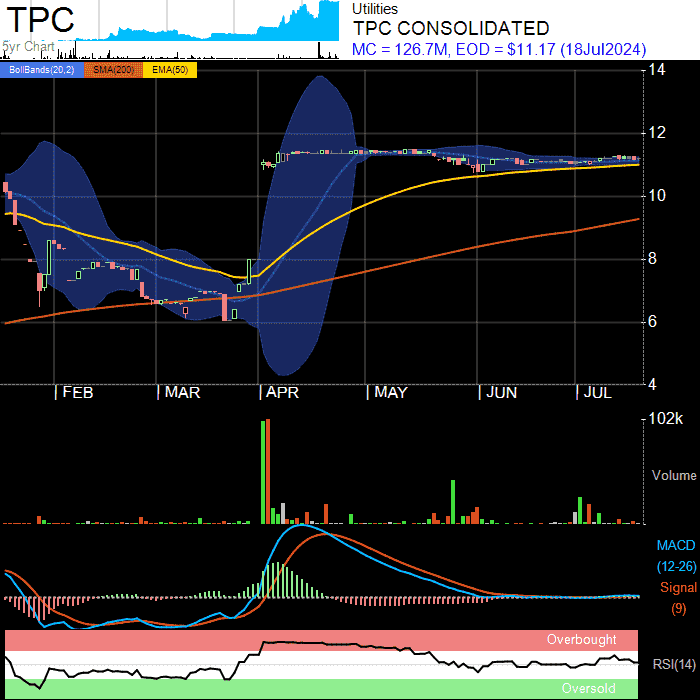 TPC
5yr Chart
Utilities
TPC CONSOLIDATED
MC = 126.7M, EOD = $11.17 (18Jul2024)
BollBands(20,2) SMA(200) EMA(50)
14
12
10
8
6
4
| FEB | MAR | APR | MAY | JUN | JUL
102k
Volume
MACD
(12-26)
Signal
(9)
Overbought
RSI(14)
Oversold